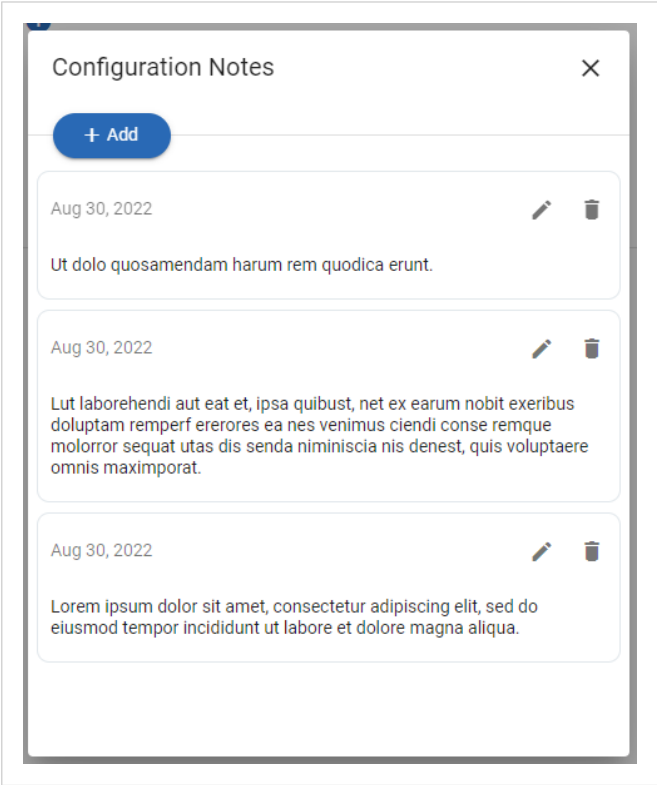 Configuration Notes
+ Add
Aug 30, 2022
Ut dolo quosamendam harum rem quodica erunt.
Aug 30, 2022
Lut laborehendi aut eat et, ipsa quibust, net ex earum nobit exeribus
doluptam remperf ererores ea nes venimus ciendi conse remque
molorror sequat utas dis senda niminiscia nis denest, quis voluptaere
omnis maximporat.
Aug 30, 2022
Lorem ipsum dolor sit amet, consectetur adipiscing elit, sed do
eiusmod tempor incididunt ut labore et dolore magna aliqua.